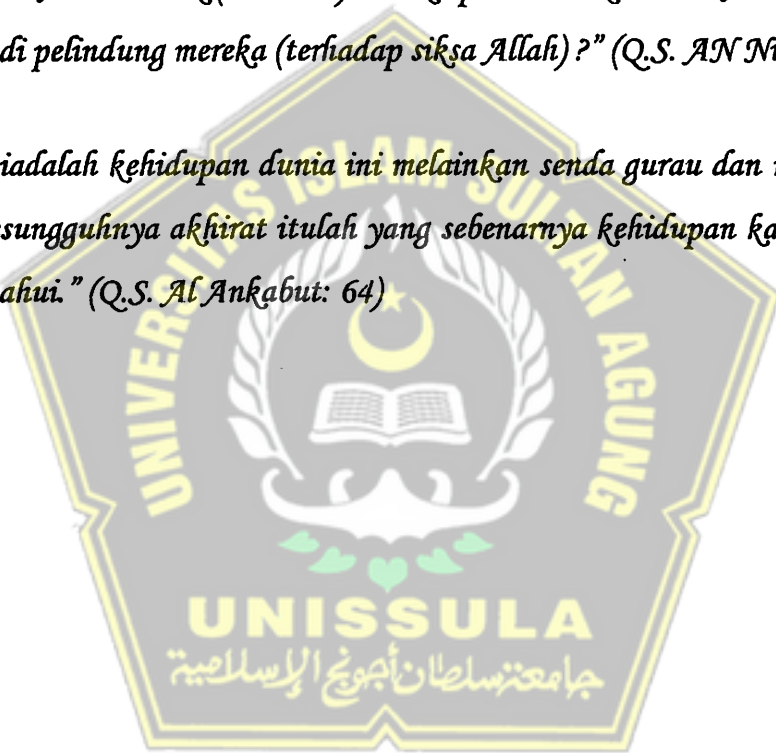 di pelindung mereka (terhadap siksa Allah) ?” (Q.S. AN Ni
iadalah kehidupan dunia ini melainkan senda gurau dan
sungguhnya akhirat itulah yang sebenarnya kehidupan ka
ahui.” (Q.S. Al Ankabut: 64)
UNIVERSITAS ISLAM SULTAN AGUNG
UNISSULA
جامعة سلطان أجونج الإسلامية